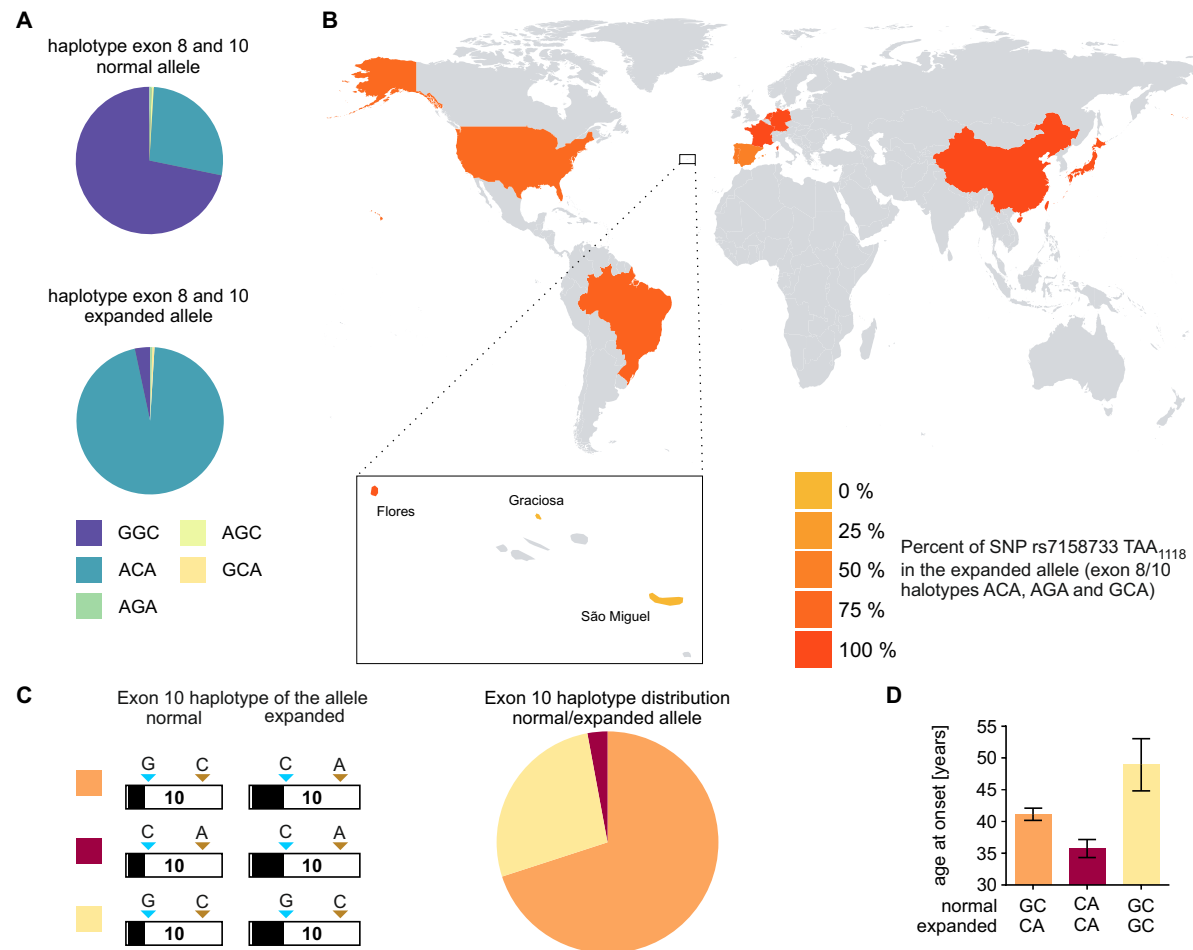 A
haplotype exon 8 and 10
normal allele
haplotype exon 8 and 10
expanded allele
GGC
AGC
ACA
GCA
AGA
B
Flores
Graciosa
São Miguel
0 %
25 %
50 %
75 %
100 %
Percent of SNP rs7158733 TAA1118
in the expanded allele (exon 8/10
halotypes ACA, AGA and GCA)
C
Exon 10 haplotype of the allele
normal expanded
G C C A
10 10
C A C A
10 10
G C G C
10 10
Exon 10 haplotype distribution
normal/expanded allele
D
age at onset [years]
55
50
45
40
35
30
normal GC CA GC
expanded CA CA GC